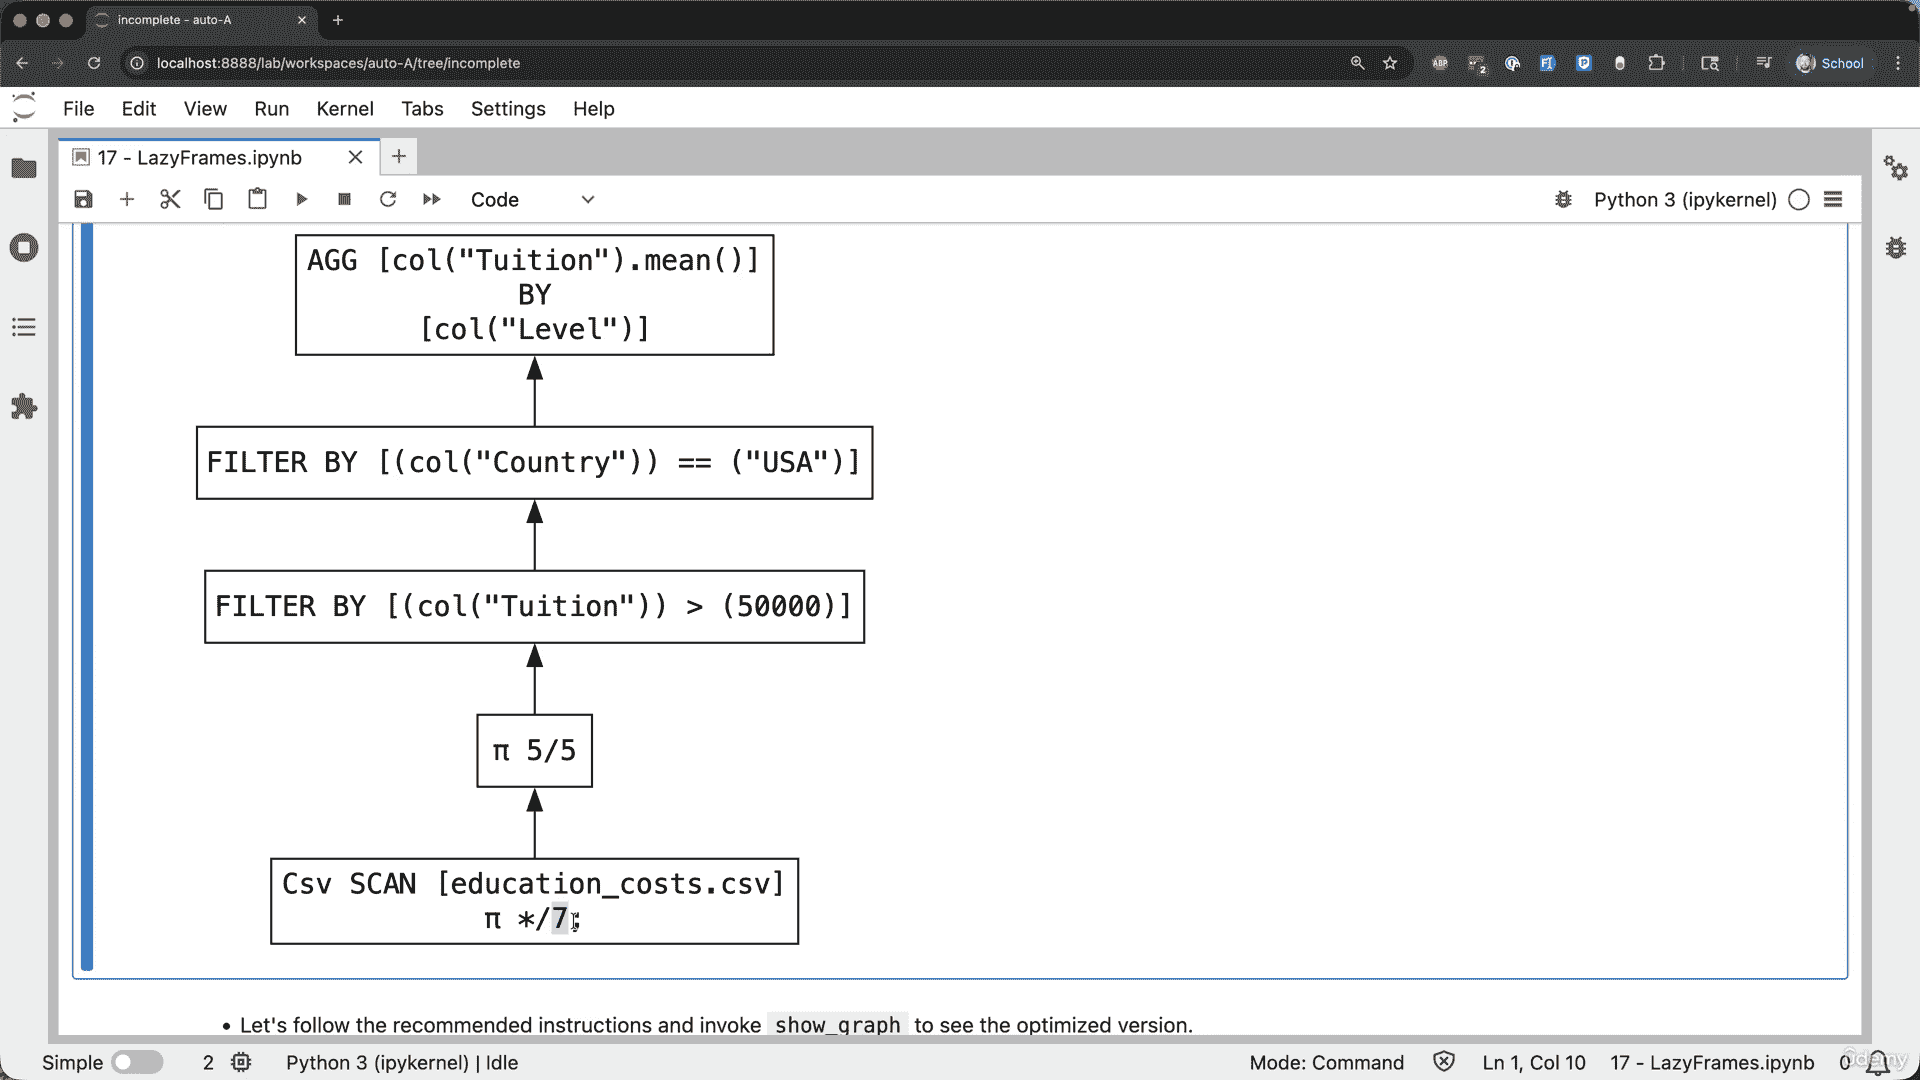 incomplete - auto-A
localhost:8888/lab/workspaces/auto-A/tree/incomplete
ABP
2
School
File Edit View Run Kernel Tabs Settings Help
17 - LazyFrames.ipynb
Code
Python 3 (ipykernel)
AGG [col("Tuition").mean()]
BY
[col("Level")]
FILTER BY [(col("Country")) == ("USA")]
FILTER BY [(col("Tuition")) > (50000)]
π 5/5
Csv SCAN [education_costs.csv]
π */7;
• Let's follow the recommended instructions and invoke show_graph to see the optimized version.
Simple 2 Python 3 (ipykernel) | Idle Mode: Command Ln 1, Col 10 17 - LazyFrames.ipynb 0
ûdemy